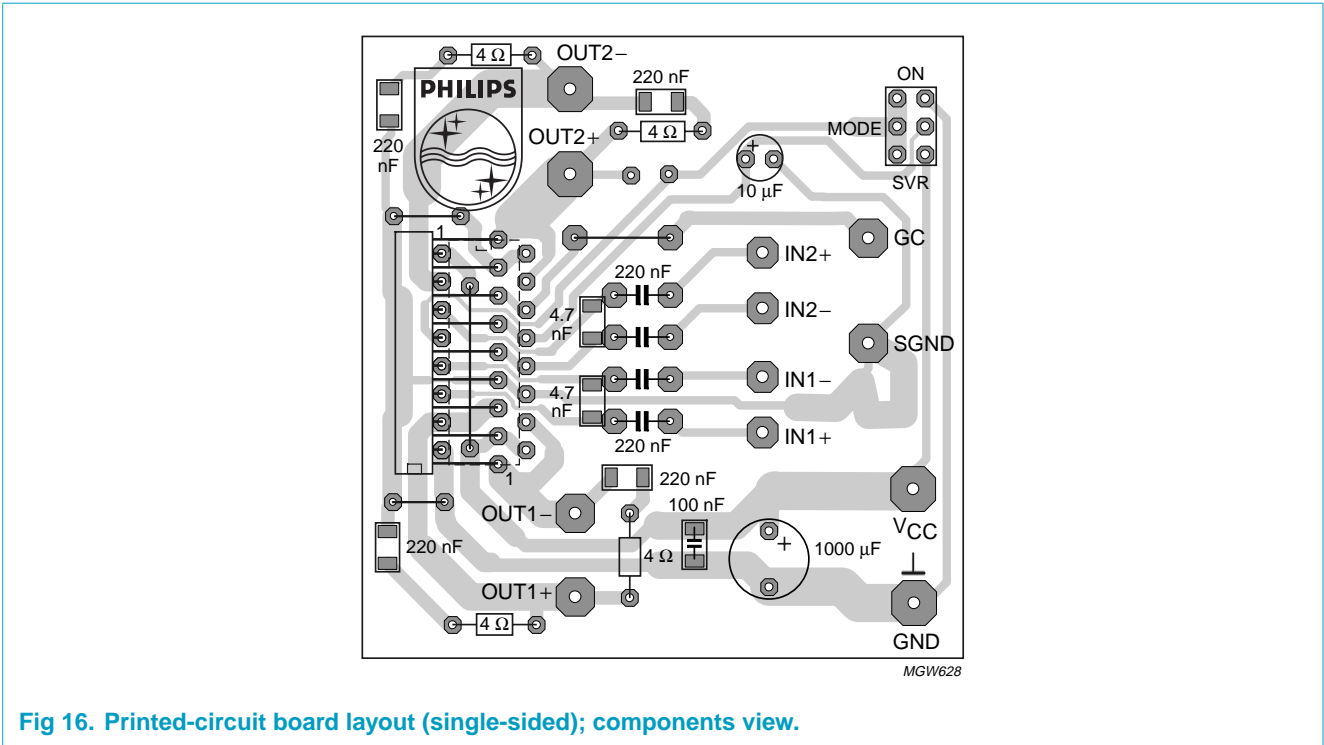 4 Ω
OUT2−
PHILIPS
220 nF
ON
220
nF
OUT2+
4 Ω
MODE
+
10 μF
SVR
1
GC
IN2+
220 nF
4.7
nF
IN2−
SGND
4.7
nF
IN1−
220 nF
IN1+
1
220 nF
OUT1−
100 nF
VCC
220 nF
4 Ω
+
1000 μF
OUT1+
4 Ω
GND
MGW628
Fig 16. Printed-circuit board layout (single-sided); components view.